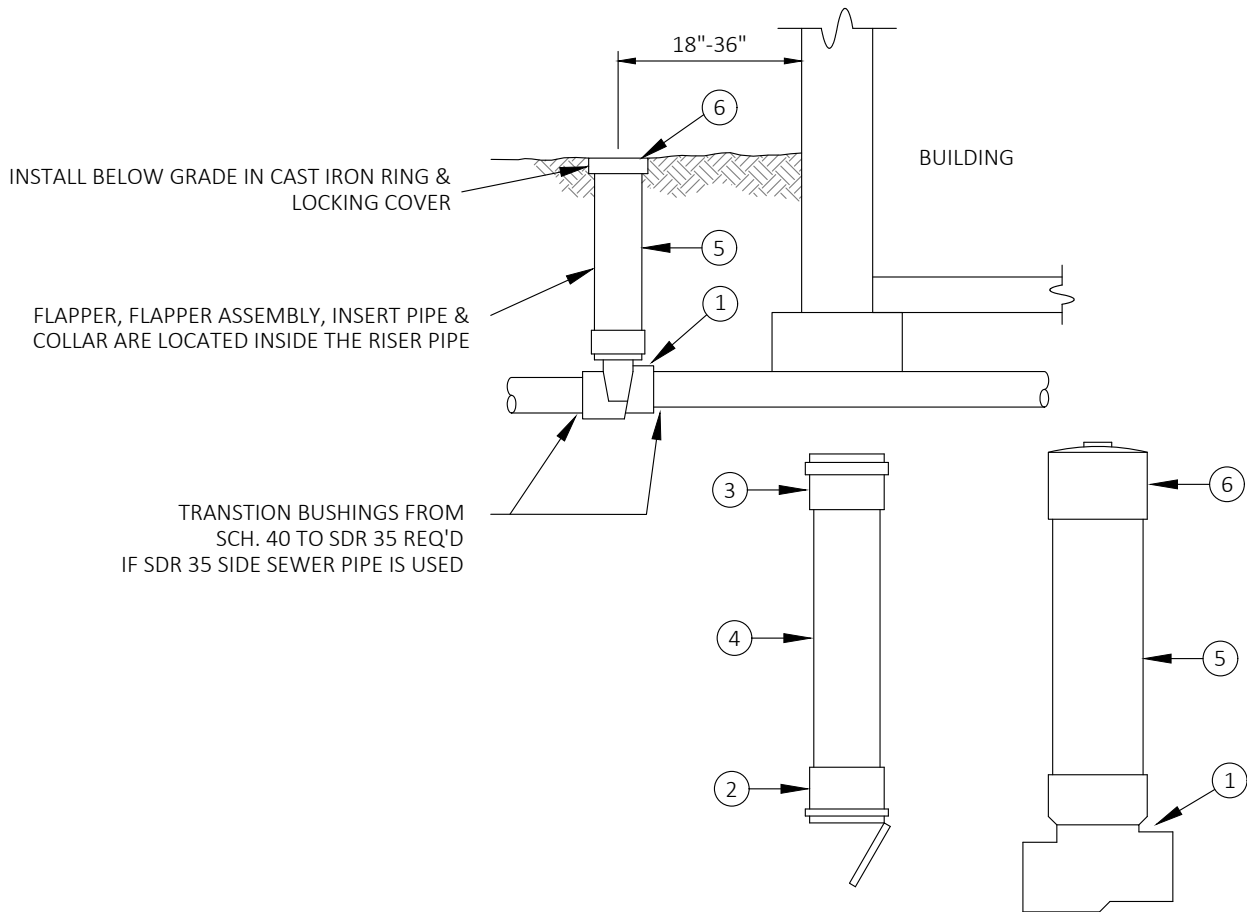 18"-36"
6
INSTALL BELOW GRADE IN CAST IRON RING &
LOCKING COVER
BUILDING
5
1
FLAPPER, FLAPPER ASSEMBLY, INSERT PIPE &
COLLAR ARE LOCATED INSIDE THE RISER PIPE
TRANSTION BUSHINGS FROM
SCH. 40 TO SDR 35 REQ'D
IF SDR 35 SIDE SEWER PIPE IS USED
3
6
4
5
2
1